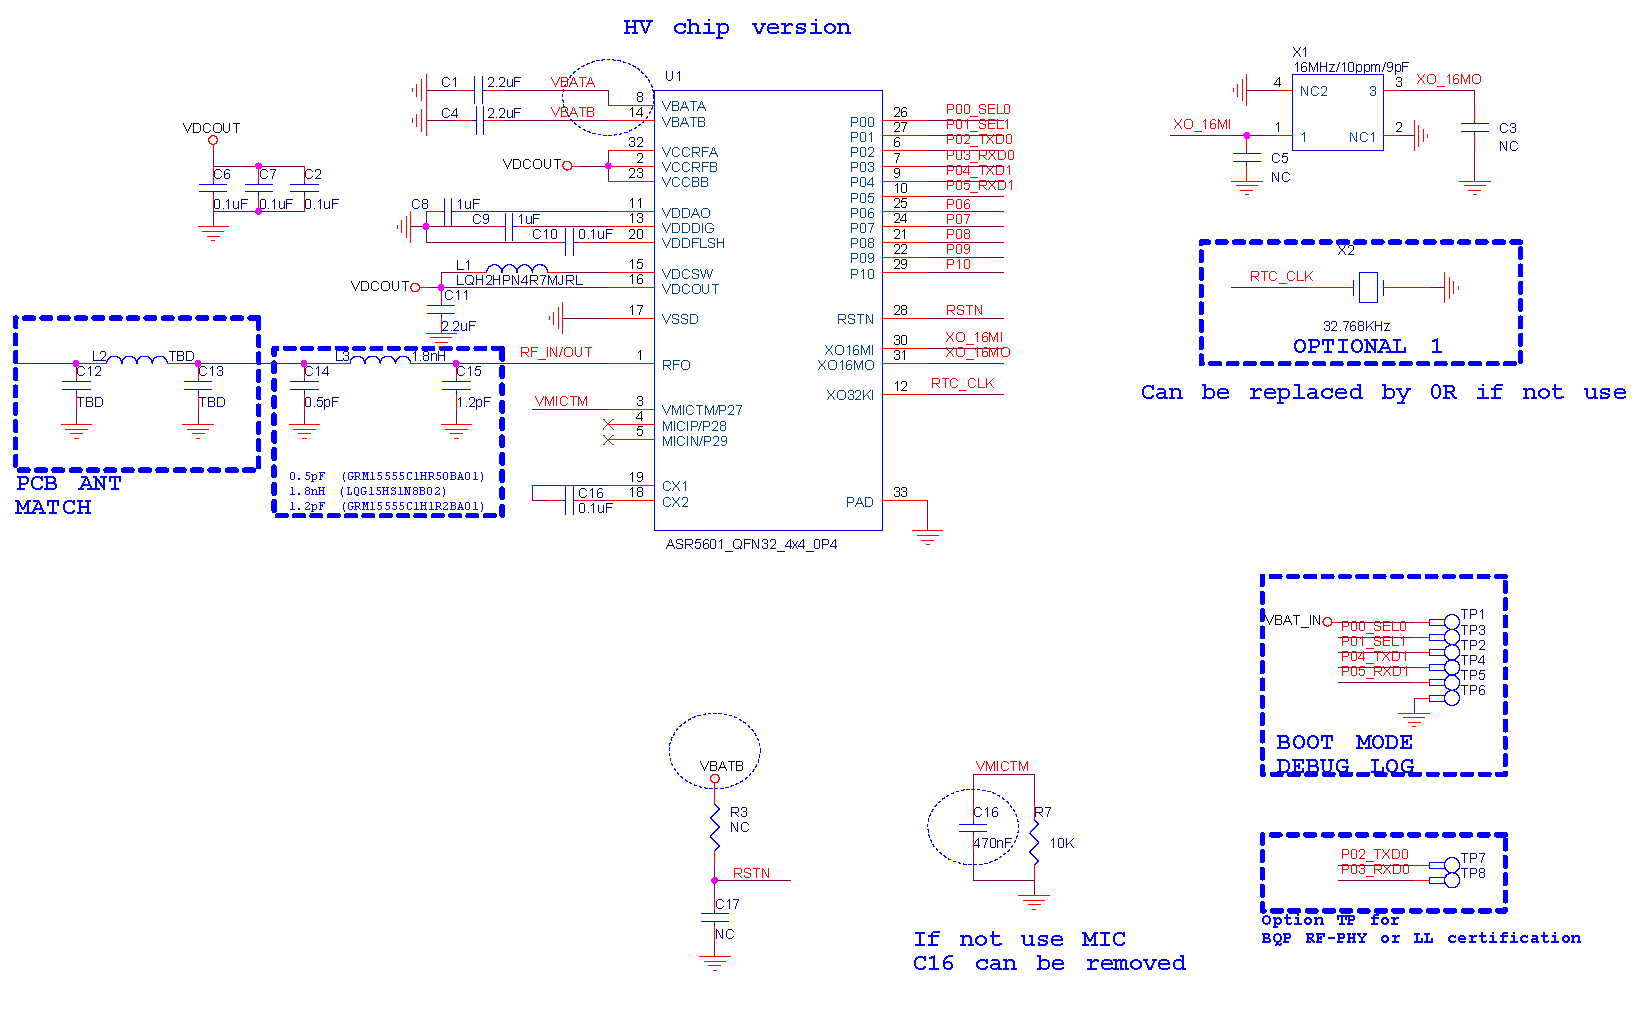 HV chip version
U1
C1 2.2uF VBATA 8 VBATA
C4 2.2uF VBATB 14 VBATB
32 VCCRFA
VDCOUT 2 VCCRFB
23 VCCBB
C8 1uF 11 VDDAO
C9 1uF 13 VDDDIG
C10 0.1uF 20 VDDFLSH
L1 15 VDCSW
LQH2HPN4R7MJRL
VDCOUT 16 VDCOUT
C11
2.2uF
17 VSSD
RF_IN/OUT 1 RFO
VMICTM 3 VMICTM/P27
4 MICIP/P28
5 MICIN/P29
19 CX1
C16
18 CX2
0.1uF
ASR5601_QFN32_4x4_0P4
P00 26 P00_SEL0
P01 27 P01_SEL1
P02 6 P02_TXD0
P03 7 P03_RXD0
P04 9 P04_TXD1
P05 10 P05_RXD1
P06 25 P06
P07 24 P07
P08 21 P08
P09 22 P09
P10 29 P10
RSTN 28 RSTN
XO16MI 30 XO_16MI
XO16MO 31 XO_16MO
XO32KI 12 RTC_CLK
PAD 33
VDCOUT
C6 C7 C2
0.1uF 0.1uF 0.1uF
L2 TBD
C12 C13
TBD TBD
PCB ANT
MATCH
L3 1.8nH
C14 C15
0.5pF 1.2pF
0.5pF (GRM15555C1HR50BA01)
1.8nH (LQG15HS1N8B02)
1.2pF (GRM15555C1H1R2BA01)
X1
16MHz/10ppm/9pF
4 NC2 3 3 XO_16MO
XO_16MI 1 1 NC1 2
C3
NC
C5
NC
X2
RTC_CLK
32.768KHz
OPTIONAL 1
Can be replaced by 0R if not use
VBAT_IN TP1
P00_SEL0 TP3
P01_SEL1 TP2
P04_TXD1 TP4
P05_RXD1 TP5
TP6
BOOT MODE
DEBUG LOG
P02_TXD0 TP7
P03_RXD0 TP8
Option TP for
BQP RF-PHY or LL certification
VBATB
R3
NC
RSTN
C17
NC
VMICTM
C16 R7
470nF 10K
If not use MIC
C16 can be removed